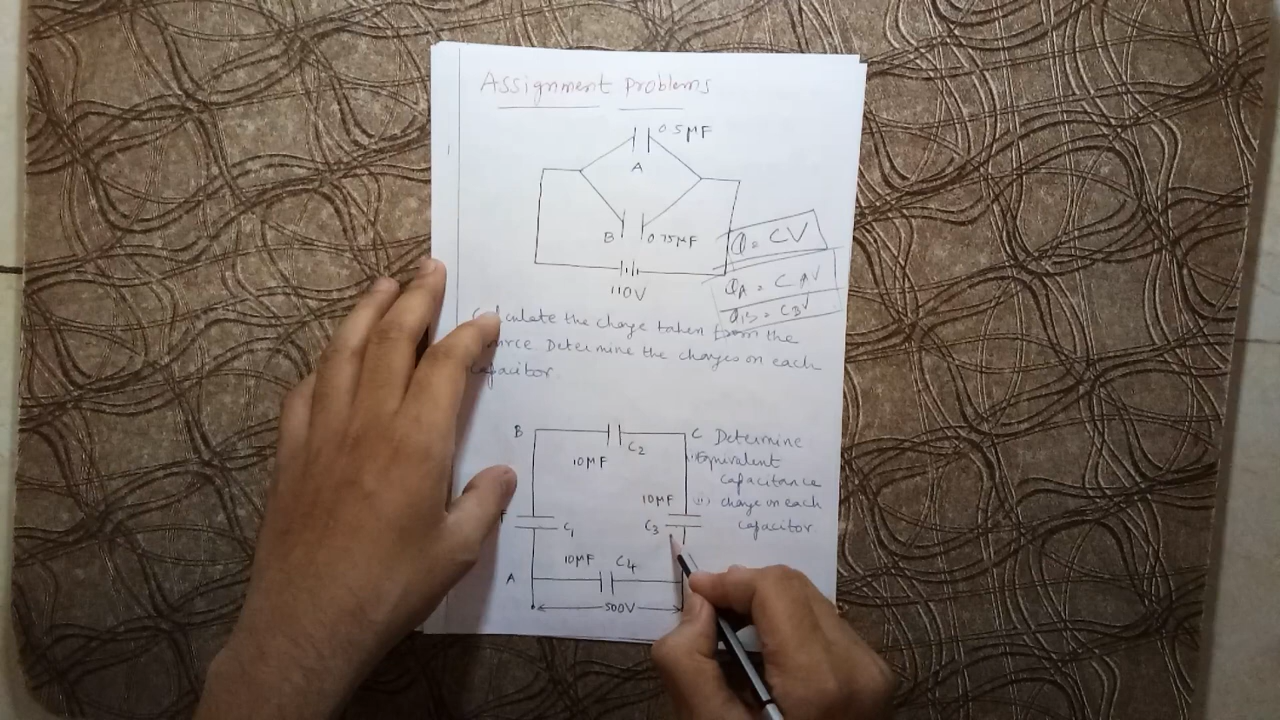 Assignment Problems
0.5μF
A
B
0.75μF
110V
Q = CV
QA = CAV
QB = CBV
the charge taken from the
Determine the charges on each
capacitor.
B
C2
10μF
C
Determine
Equivalent
capacitance
(ii) charge on each
capacitor
10μF
C3
F
C1
10μF
C4
A
500V